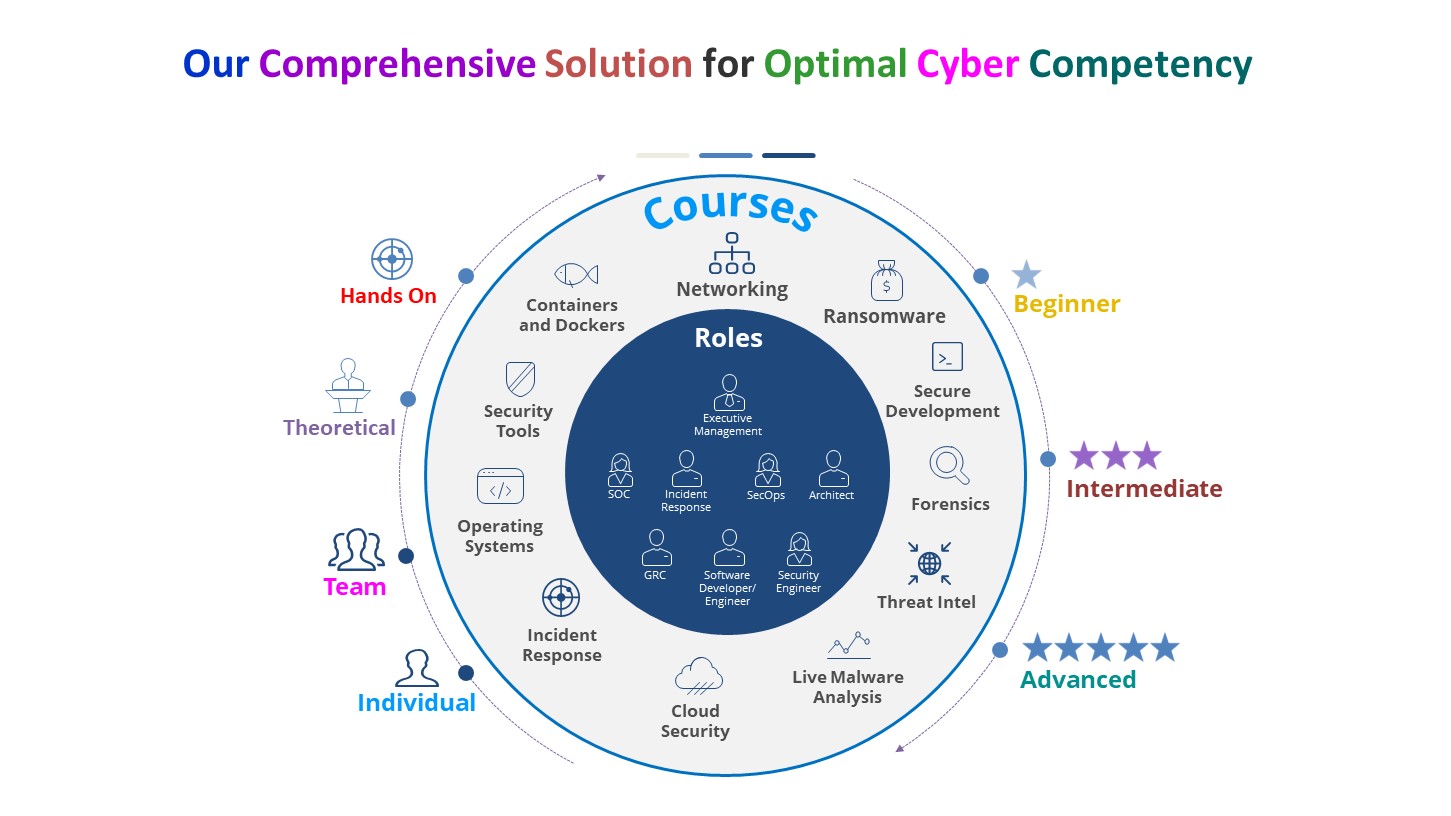 Our Comprehensive Solution for Optimal Cyber Competency
Courses
Networking
Ransomware
Secure
Development
Forensics
Threat Intel
Live Malware
Analysis
Cloud
Security
Incident
Response
Operating
Systems
Security
Tools
Containers
and Dockers
Roles
Executive
Management
SOC
Incident
Response
SecOps
Architect
GRC
Software
Developer/
Engineer
Security
Engineer
Hands On
Theoretical
Team
Individual
Beginner
Intermediate
Advanced
$
>_
</>